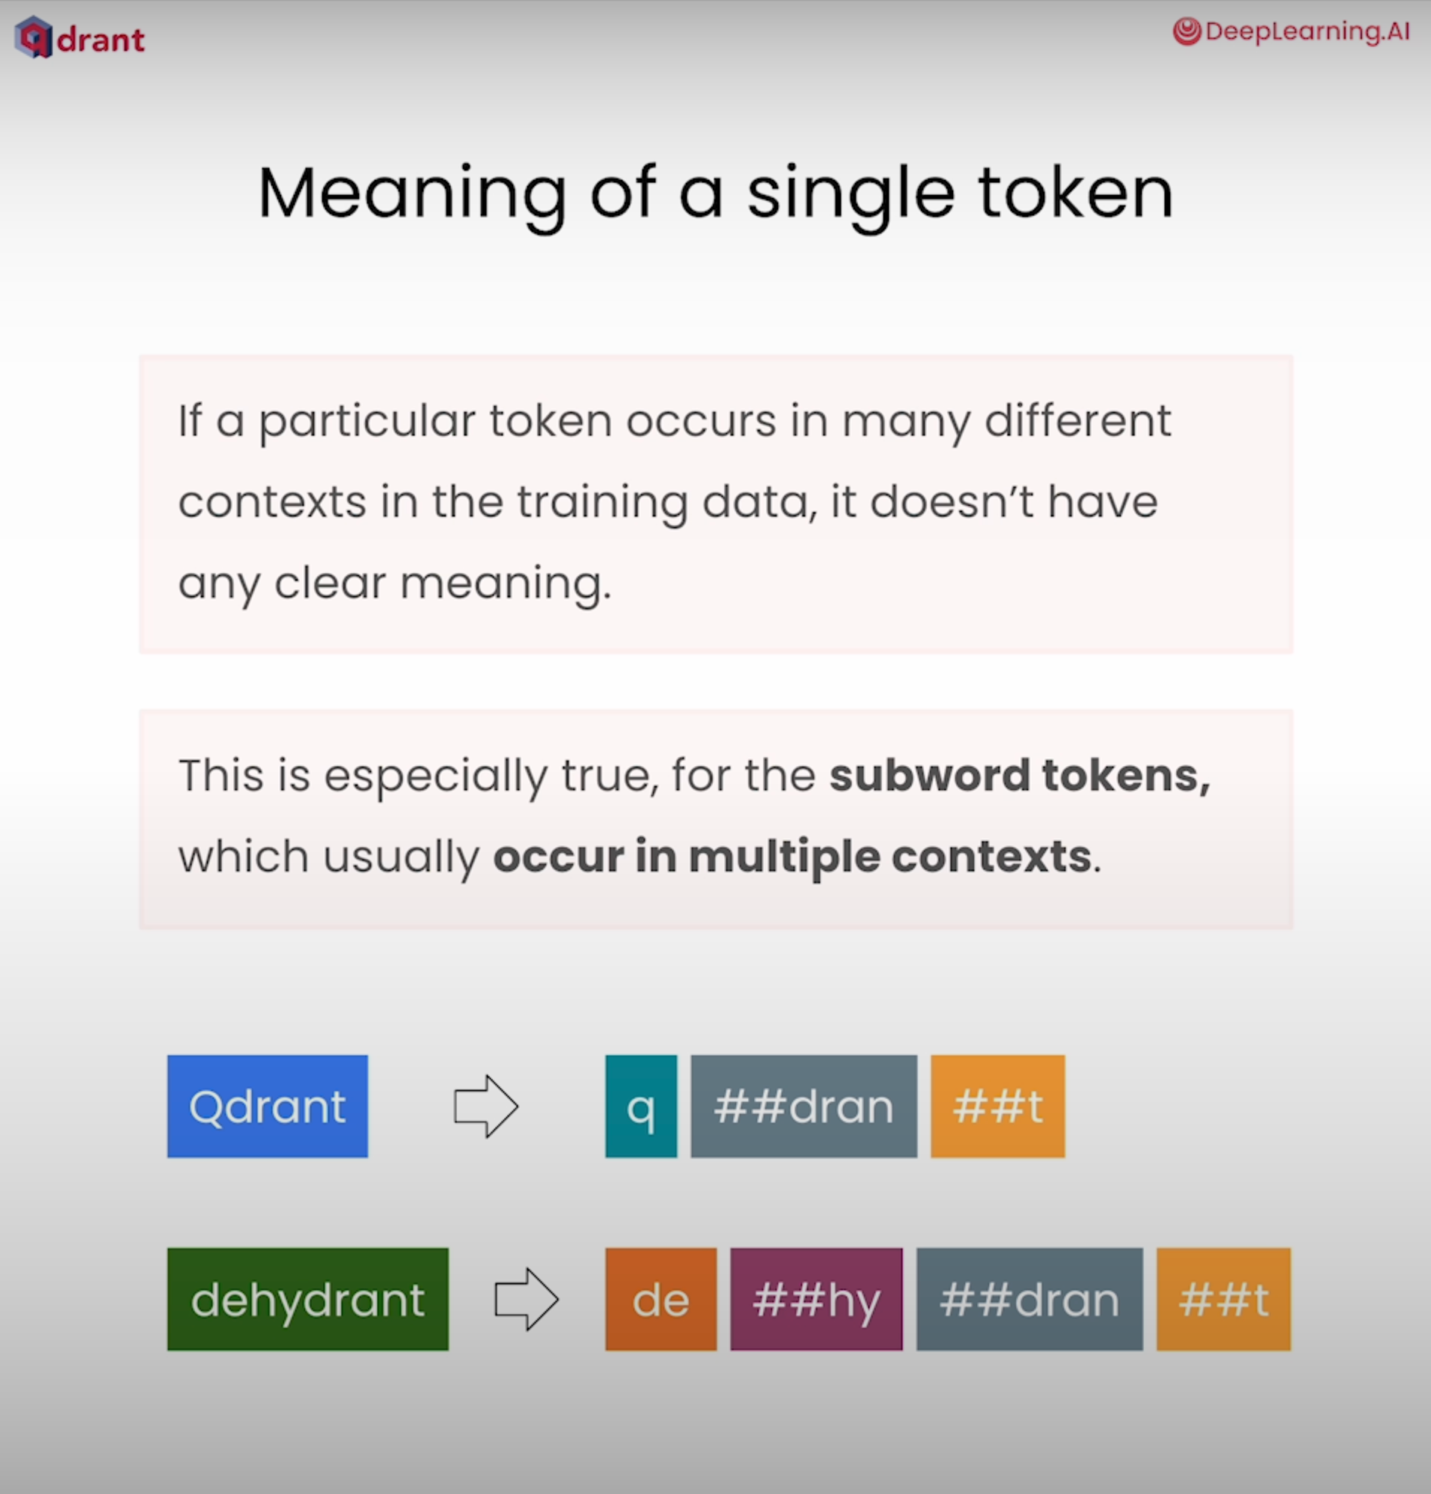 qdrant
DeepLearning.AI
Meaning of a single token
If a particular token occurs in many different
contexts in the training data, it doesn't have
any clear meaning.
This is especially true, for the subword tokens,
which usually occur in multiple contexts.
Qdrant q ##dran ##t
dehydrant de ##hy ##dran ##t